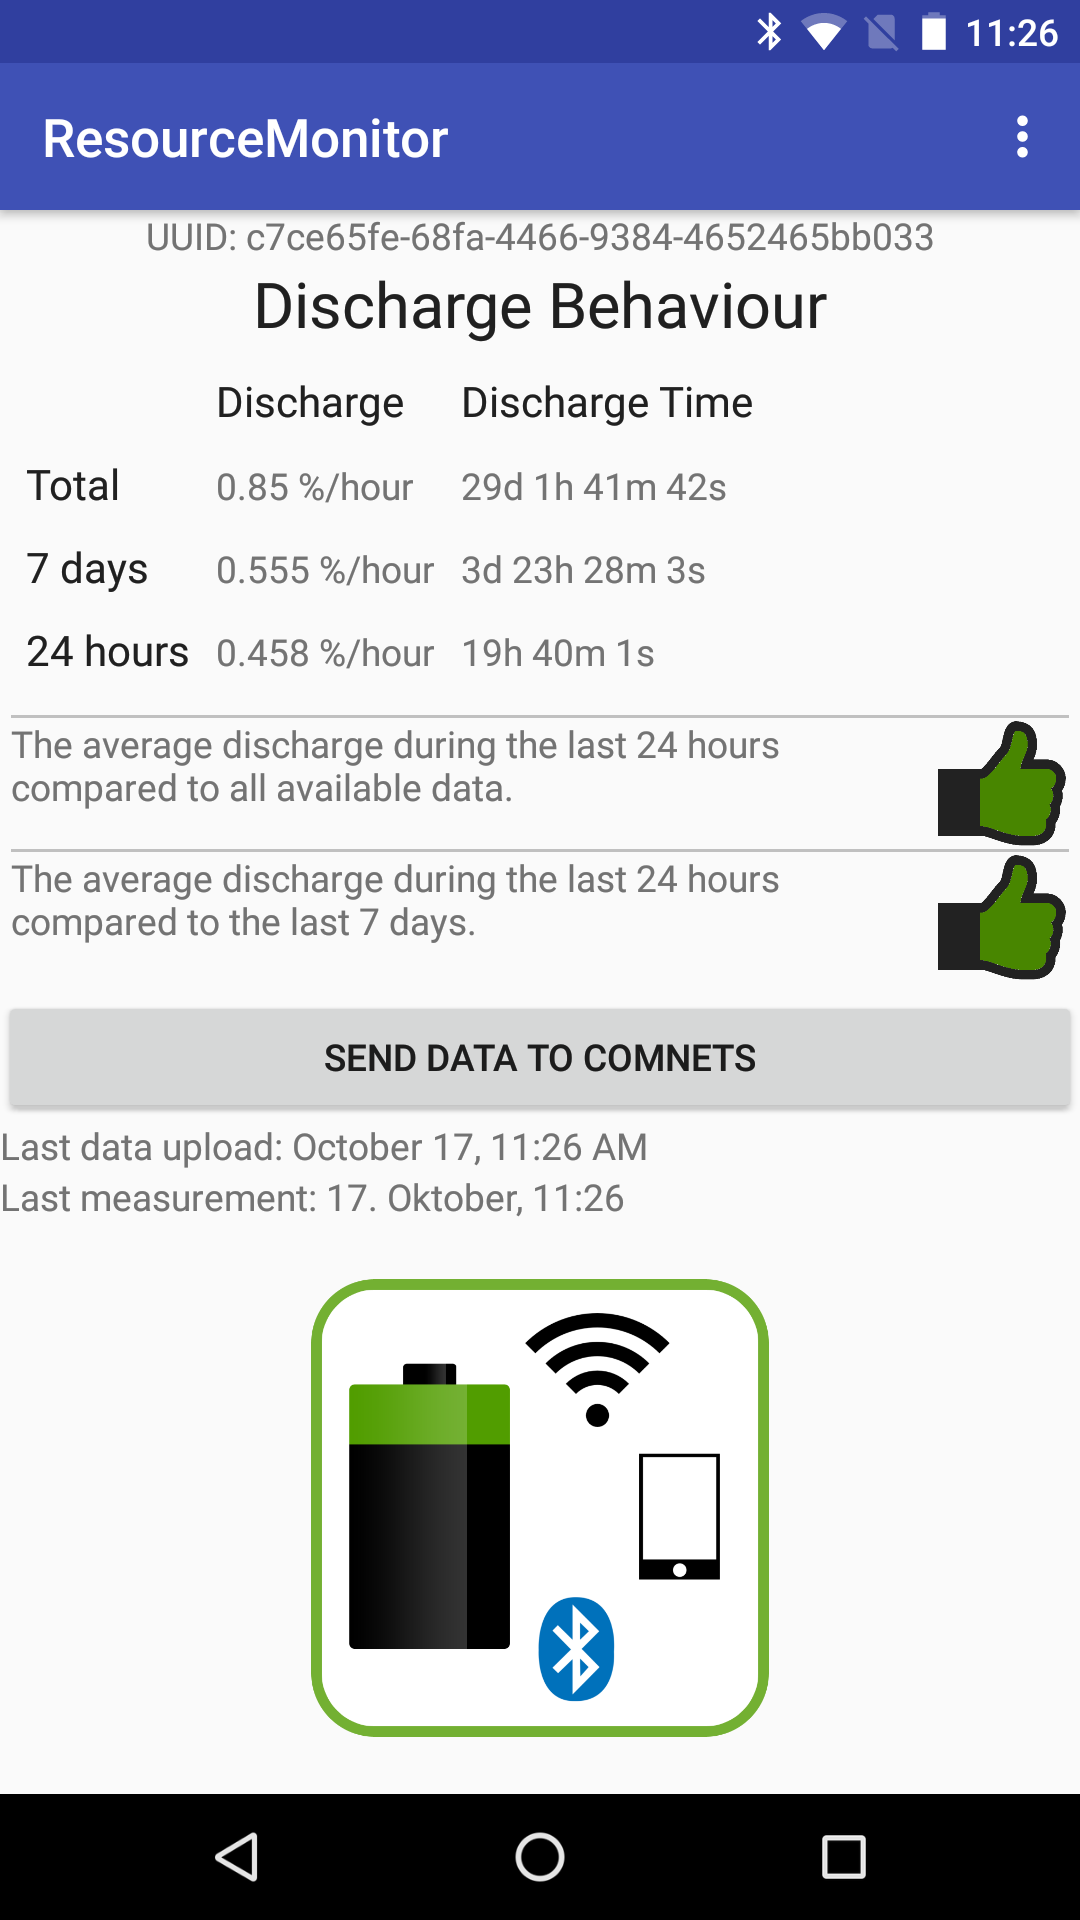 11:26
ResourceMonitor
UUID: c7ce65fe-68fa-4466-9384-4652465bb033
Discharge Behaviour
Discharge Discharge Time
Total 0.85 %/hour 29d 1h 41m 42s
7 days 0.555 %/hour 3d 23h 28m 3s
24 hours 0.458 %/hour 19h 40m 1s
The average discharge during the last 24 hours
compared to all available data.
The average discharge during the last 24 hours
compared to the last 7 days.
SEND DATA TO COMNETS
Last data upload: October 17, 11:26 AM
Last measurement: 17. Oktober, 11:26